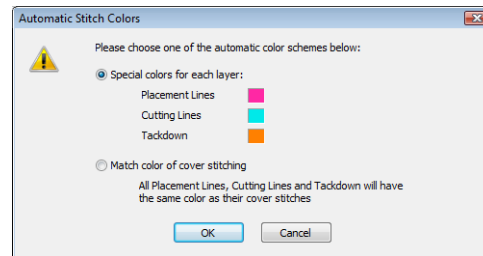 Automatic Stitch Colors
Please choose one of the automatic color schemes below:
Special colors for each layer:
Placement Lines
Cutting Lines
Tackdown
Match color of cover stitching
All Placement Lines, Cutting Lines and Tackdown will have
the same color as their cover stitches
OK Cancel